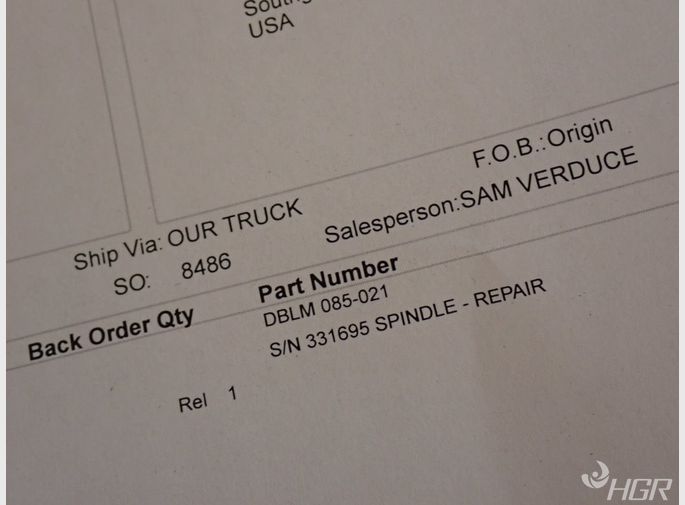 USA
F.O.B.:Origin
Ship Via: OUR TRUCK
Salesperson:SAM VERDUCE
SO: 8486
Back Order Qty
Part Number
DBLM 085-021
S/N 331695 SPINDLE - REPAIR
Rel 1
HGR